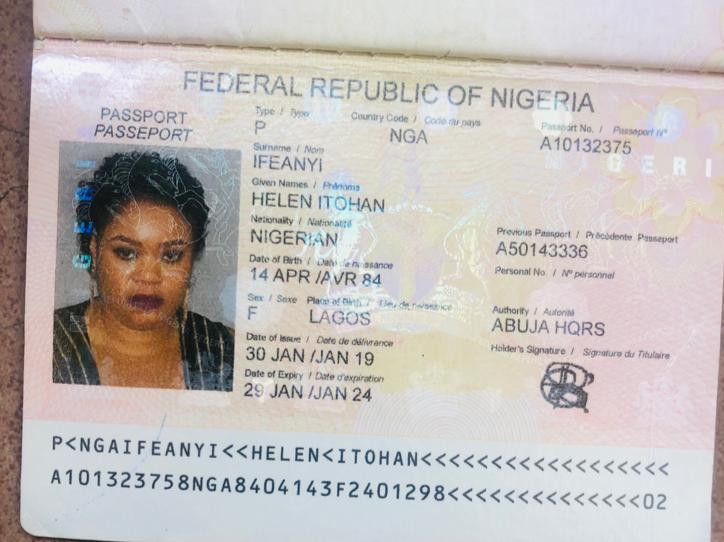 FEDERAL REPUBLIC OF NIGERIA
PASSPORT
PASSEPORT
Type / Type
P
Country Code / Code du pays
NGA
Passport No. / Passeport N°
A10132375
Surname / Nom
IFEANYI
NIGERI
Given Names / Prénoms
HELEN ITOHAN
Nationality / Nationalité
NIGERIAN
Previous Passport / Précédente Passeport
A50143336
Date of Birth / Date de naissance
14 APR /AVR 84
Personal No. / N° personnel
Sex / Sexe
F
Place of Birth / Lieu de naissance
LAGOS
Authority / Autorité
ABUJA HQRS
Date of Issue / Date de délivrance
30 JAN /JAN 19
Holder's Signature / Signature du Titulaire
Date of Expiry / Date d'expiration
29 JAN /JAN 24
P<NGAIFEANYI<<HELEN<ITOHAN<<<<<<<<<<<<<<<<<<
A101323758NGA8404143F2401298<<<<<<<<<<<<<<02